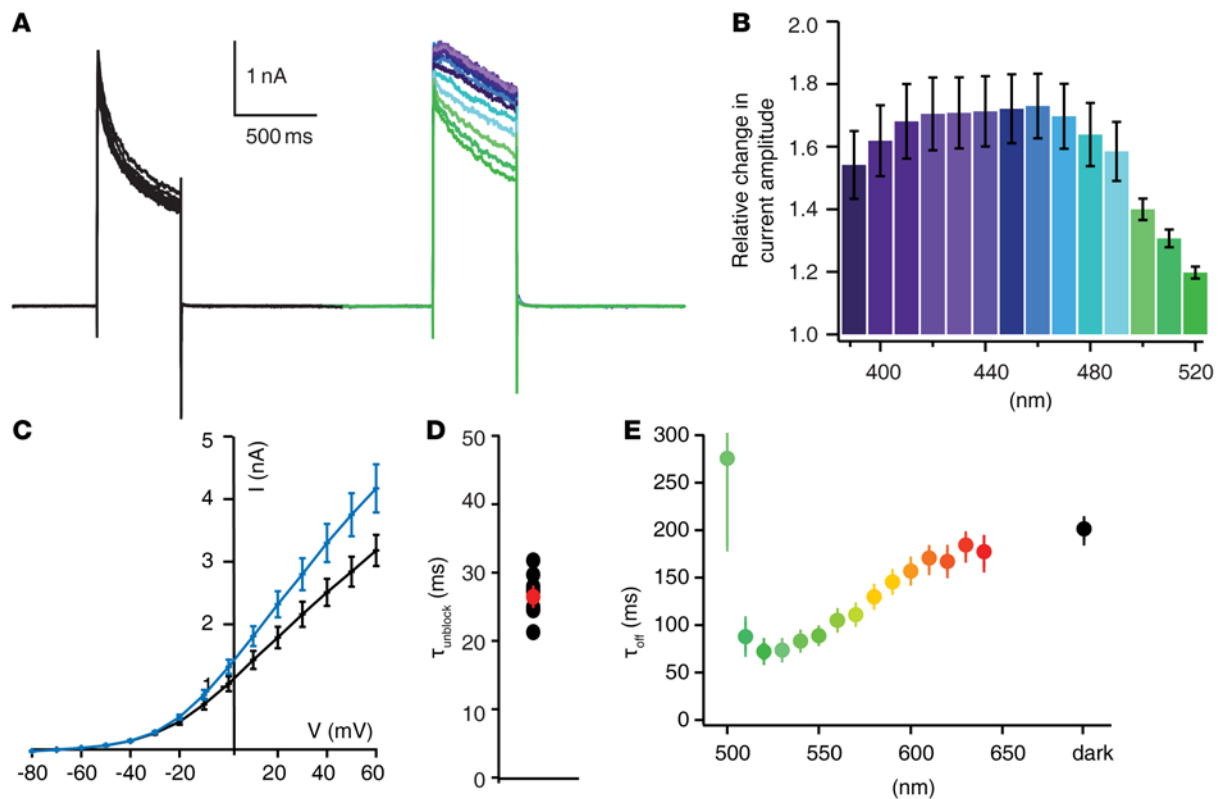 A
1 nA
500 ms
B
Relative change in
current amplitude
2.0
1.8
1.6
1.4
1.2
1.0
400
440
480
520
(nm)
C
I (nA)
5
4
3
2
1
V (mV)
-80
-60
-40
-20
20
40
60
D
τunblock (ms)
50
40
30
20
10
0
E
τoff (ms)
300
250
200
150
100
50
0
500
550
600
650
dark
(nm)